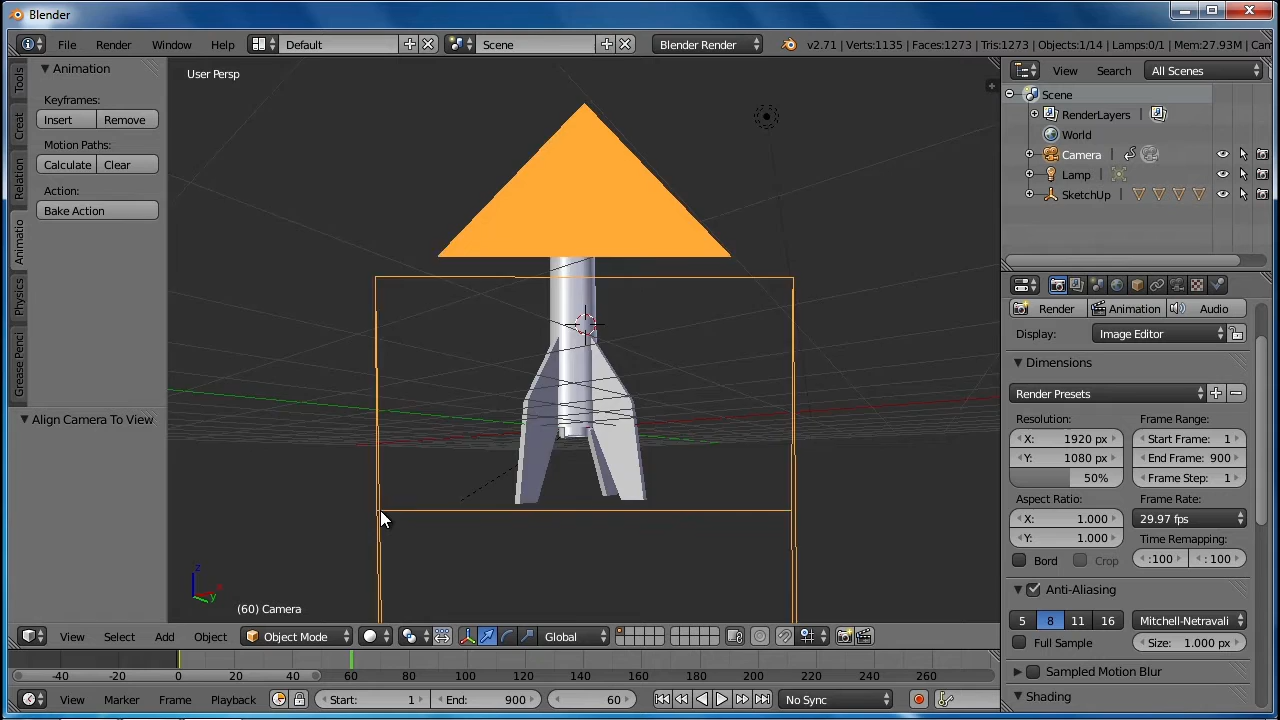 Blender
File Render Window Help Default Scene Blender Render v2.71 | Verts:1135 | Faces:1273 | Tris:1273 | Objects:1/14 | Lamps:0/1 | Mem:27.93M | Cam
Tools
Creat
Relation
Animatio
Physics
Grease Penci
Animation
Keyframes:
Insert Remove
Motion Paths:
Calculate Clear
Action:
Bake Action
Align Camera To View
User Persp
z
x
y
(60) Camera
View Select Add Object Object Mode Global
-40 -20 0 20 40 60 80 100 120 140 160 180 200 220 240 260
View Marker Frame Playback Start: 1 End: 900 60 No Sync
View Search All Scenes
Scene
RenderLayers
World
Camera
Lamp
SketchUp
Render Animation Audio
Display: Image Editor
Dimensions
Render Presets
Resolution: Frame Range:
X: 1920 px Start Frame: 1
Y: 1080 px End Frame: 900
50% Frame Step: 1
Aspect Ratio: Frame Rate:
X: 1.000 29.97 fps
Y: 1.000 Time Remapping:
Bord Crop :100 : 100
Anti-Aliasing
5 8 11 16 Mitchell-Netravali
Full Sample Size: 1.000 px
Sampled Motion Blur
Shading